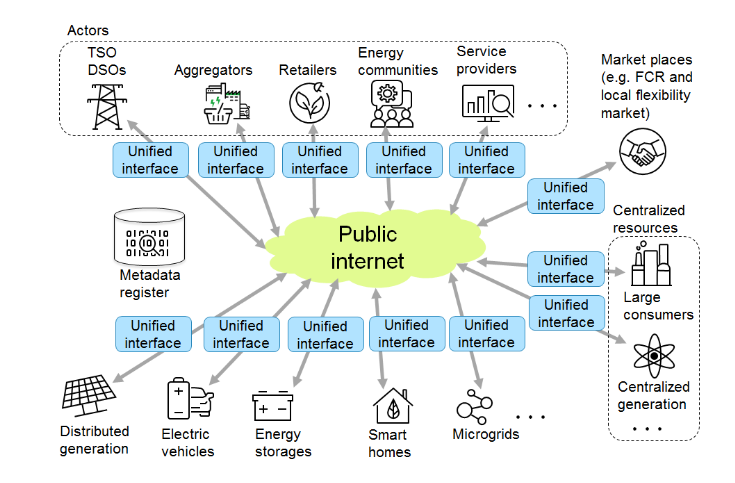 Actors
TSO
DSOs
Aggregators
Retailers
Energy
communities
Service
providers
. . .
Market places
(e.g. FCR and
local flexibility
market)
Unified
interface
Unified
interface
Unified
interface
Unified
interface
Unified
interface
Unified
interface
Metadata
register
Public
internet
Centralized
resources
Unified
interface
Large
consumers
Unified
interface
Centralized
generation
. . .
Unified
interface
Unified
interface
Unified
interface
Unified
interface
Unified
interface
Distributed
generation
Electric
vehicles
Energy
storages
Smart
homes
Microgrids
. . .